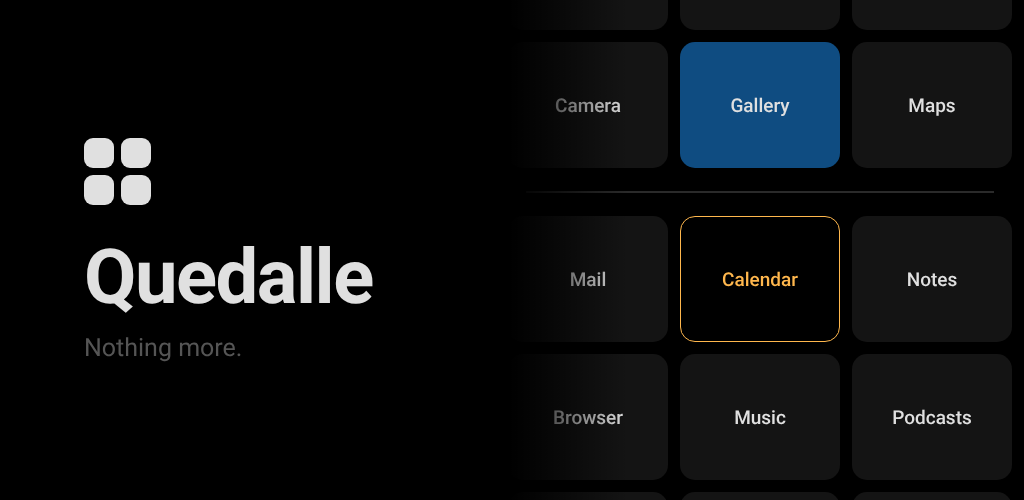 Quedalle
Nothing more.
Camera
Gallery
Maps
Mail
Calendar
Notes
Browser
Music
Podcasts